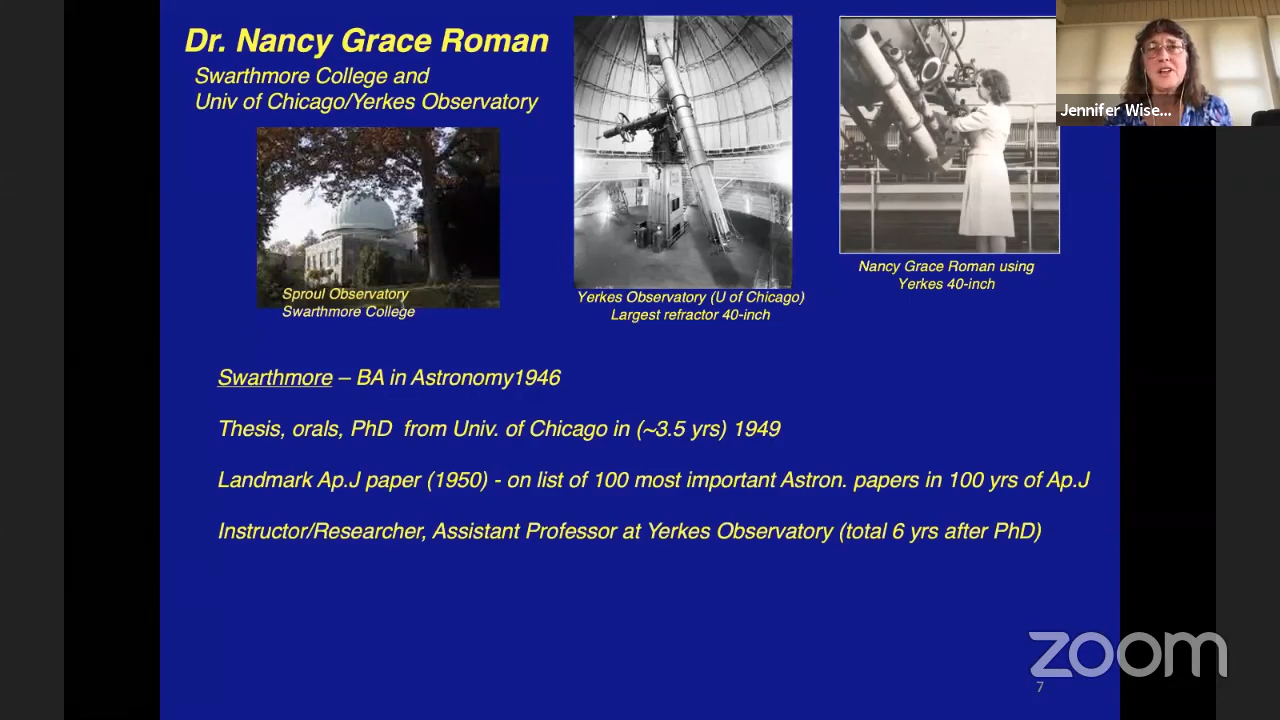 Dr. Nancy Grace Roman
Swarthmore College and
Univ of Chicago/Yerkes Observatory
Sproul Observatory
Swarthmore College
Yerkes Observatory (U of Chicago)
Largest refractor 40-inch
Nancy Grace Roman using
Yerkes 40-inch
Jennifer Wise...
Swarthmore – BA in Astronomy1946
Thesis, orals, PhD from Univ. of Chicago in (~3.5 yrs) 1949
Landmark Ap.J paper (1950) - on list of 100 most important Astron. papers in 100 yrs of Ap.J
Instructor/Researcher, Assistant Professor at Yerkes Observatory (total 6 yrs after PhD)
zoom
7